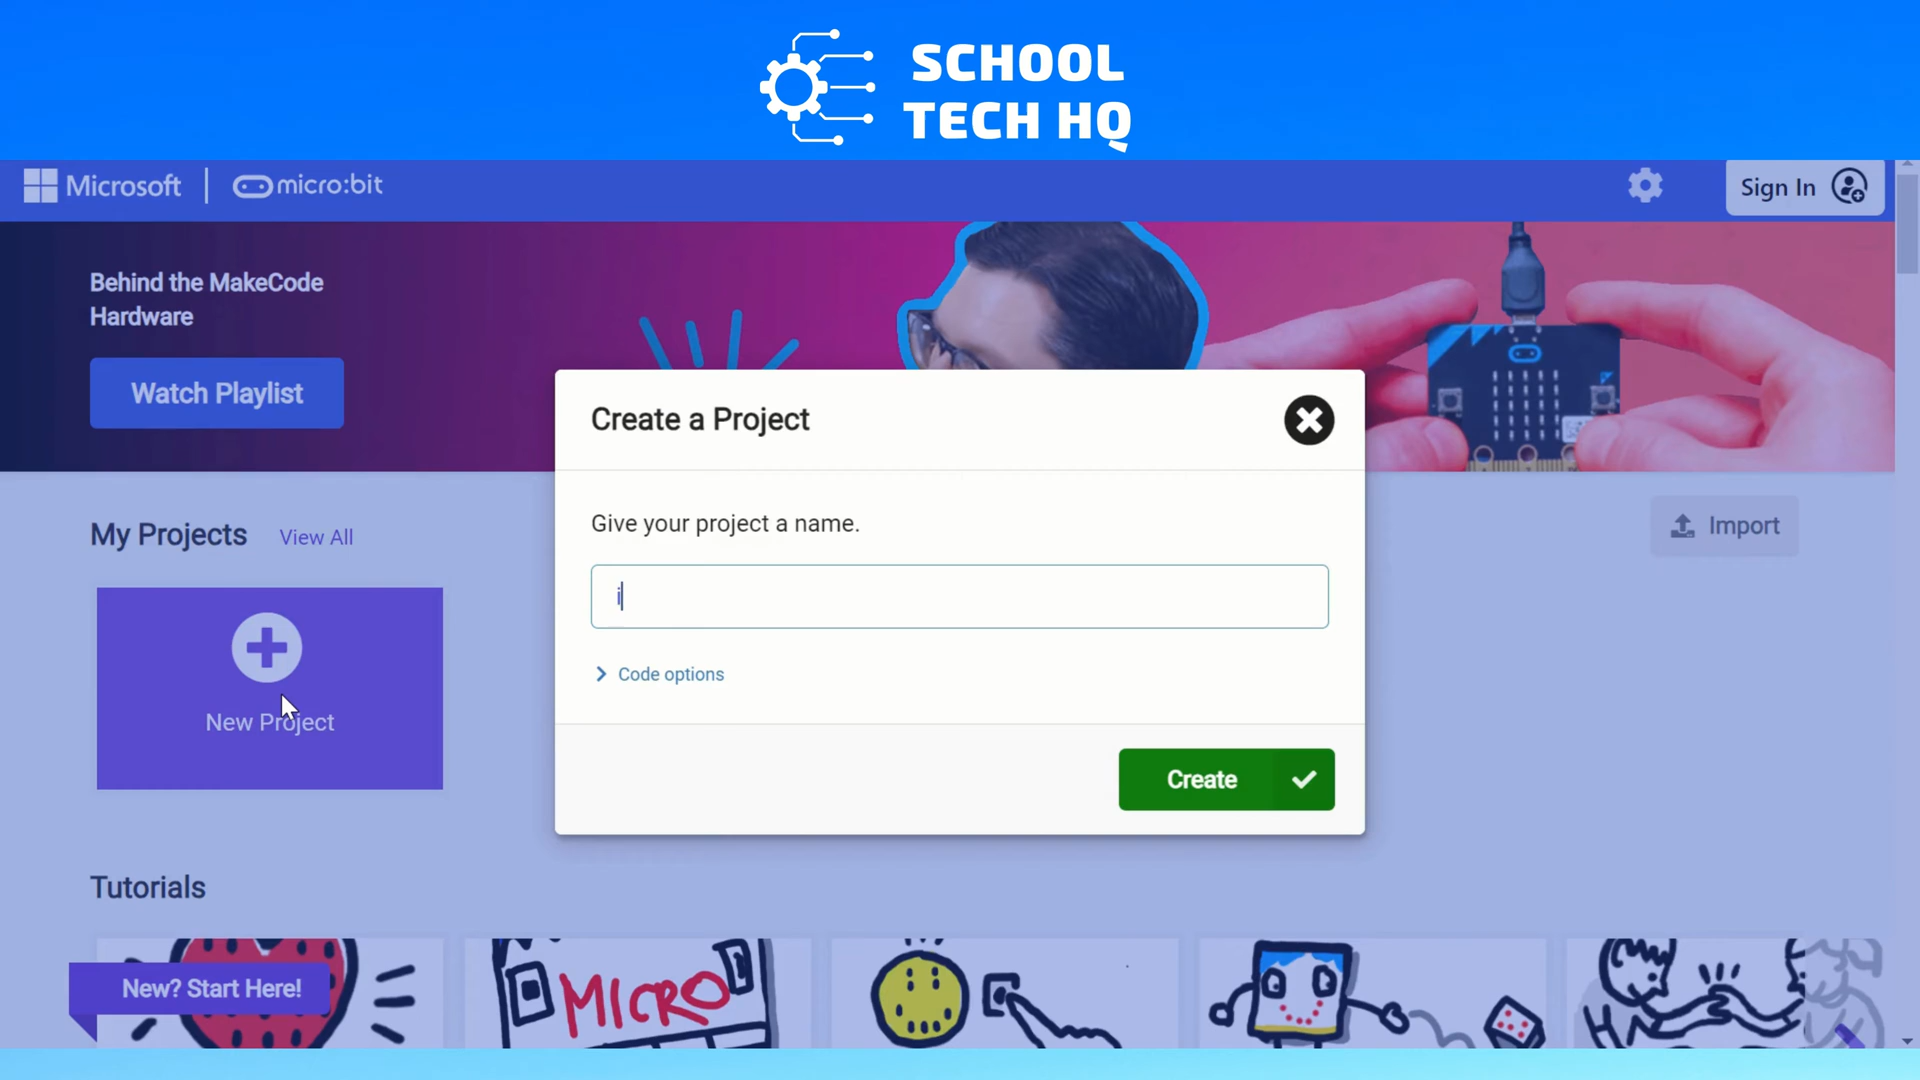 SCHOOL
TECH HQ
Microsoft
micro:bit
Sign In
Behind the MakeCode
Hardware
Watch Playlist
Create a Project
Give your project a name.
i
Code options
Create
My Projects
View All
Import
New Project
Tutorials
New? Start Here!
MICRO